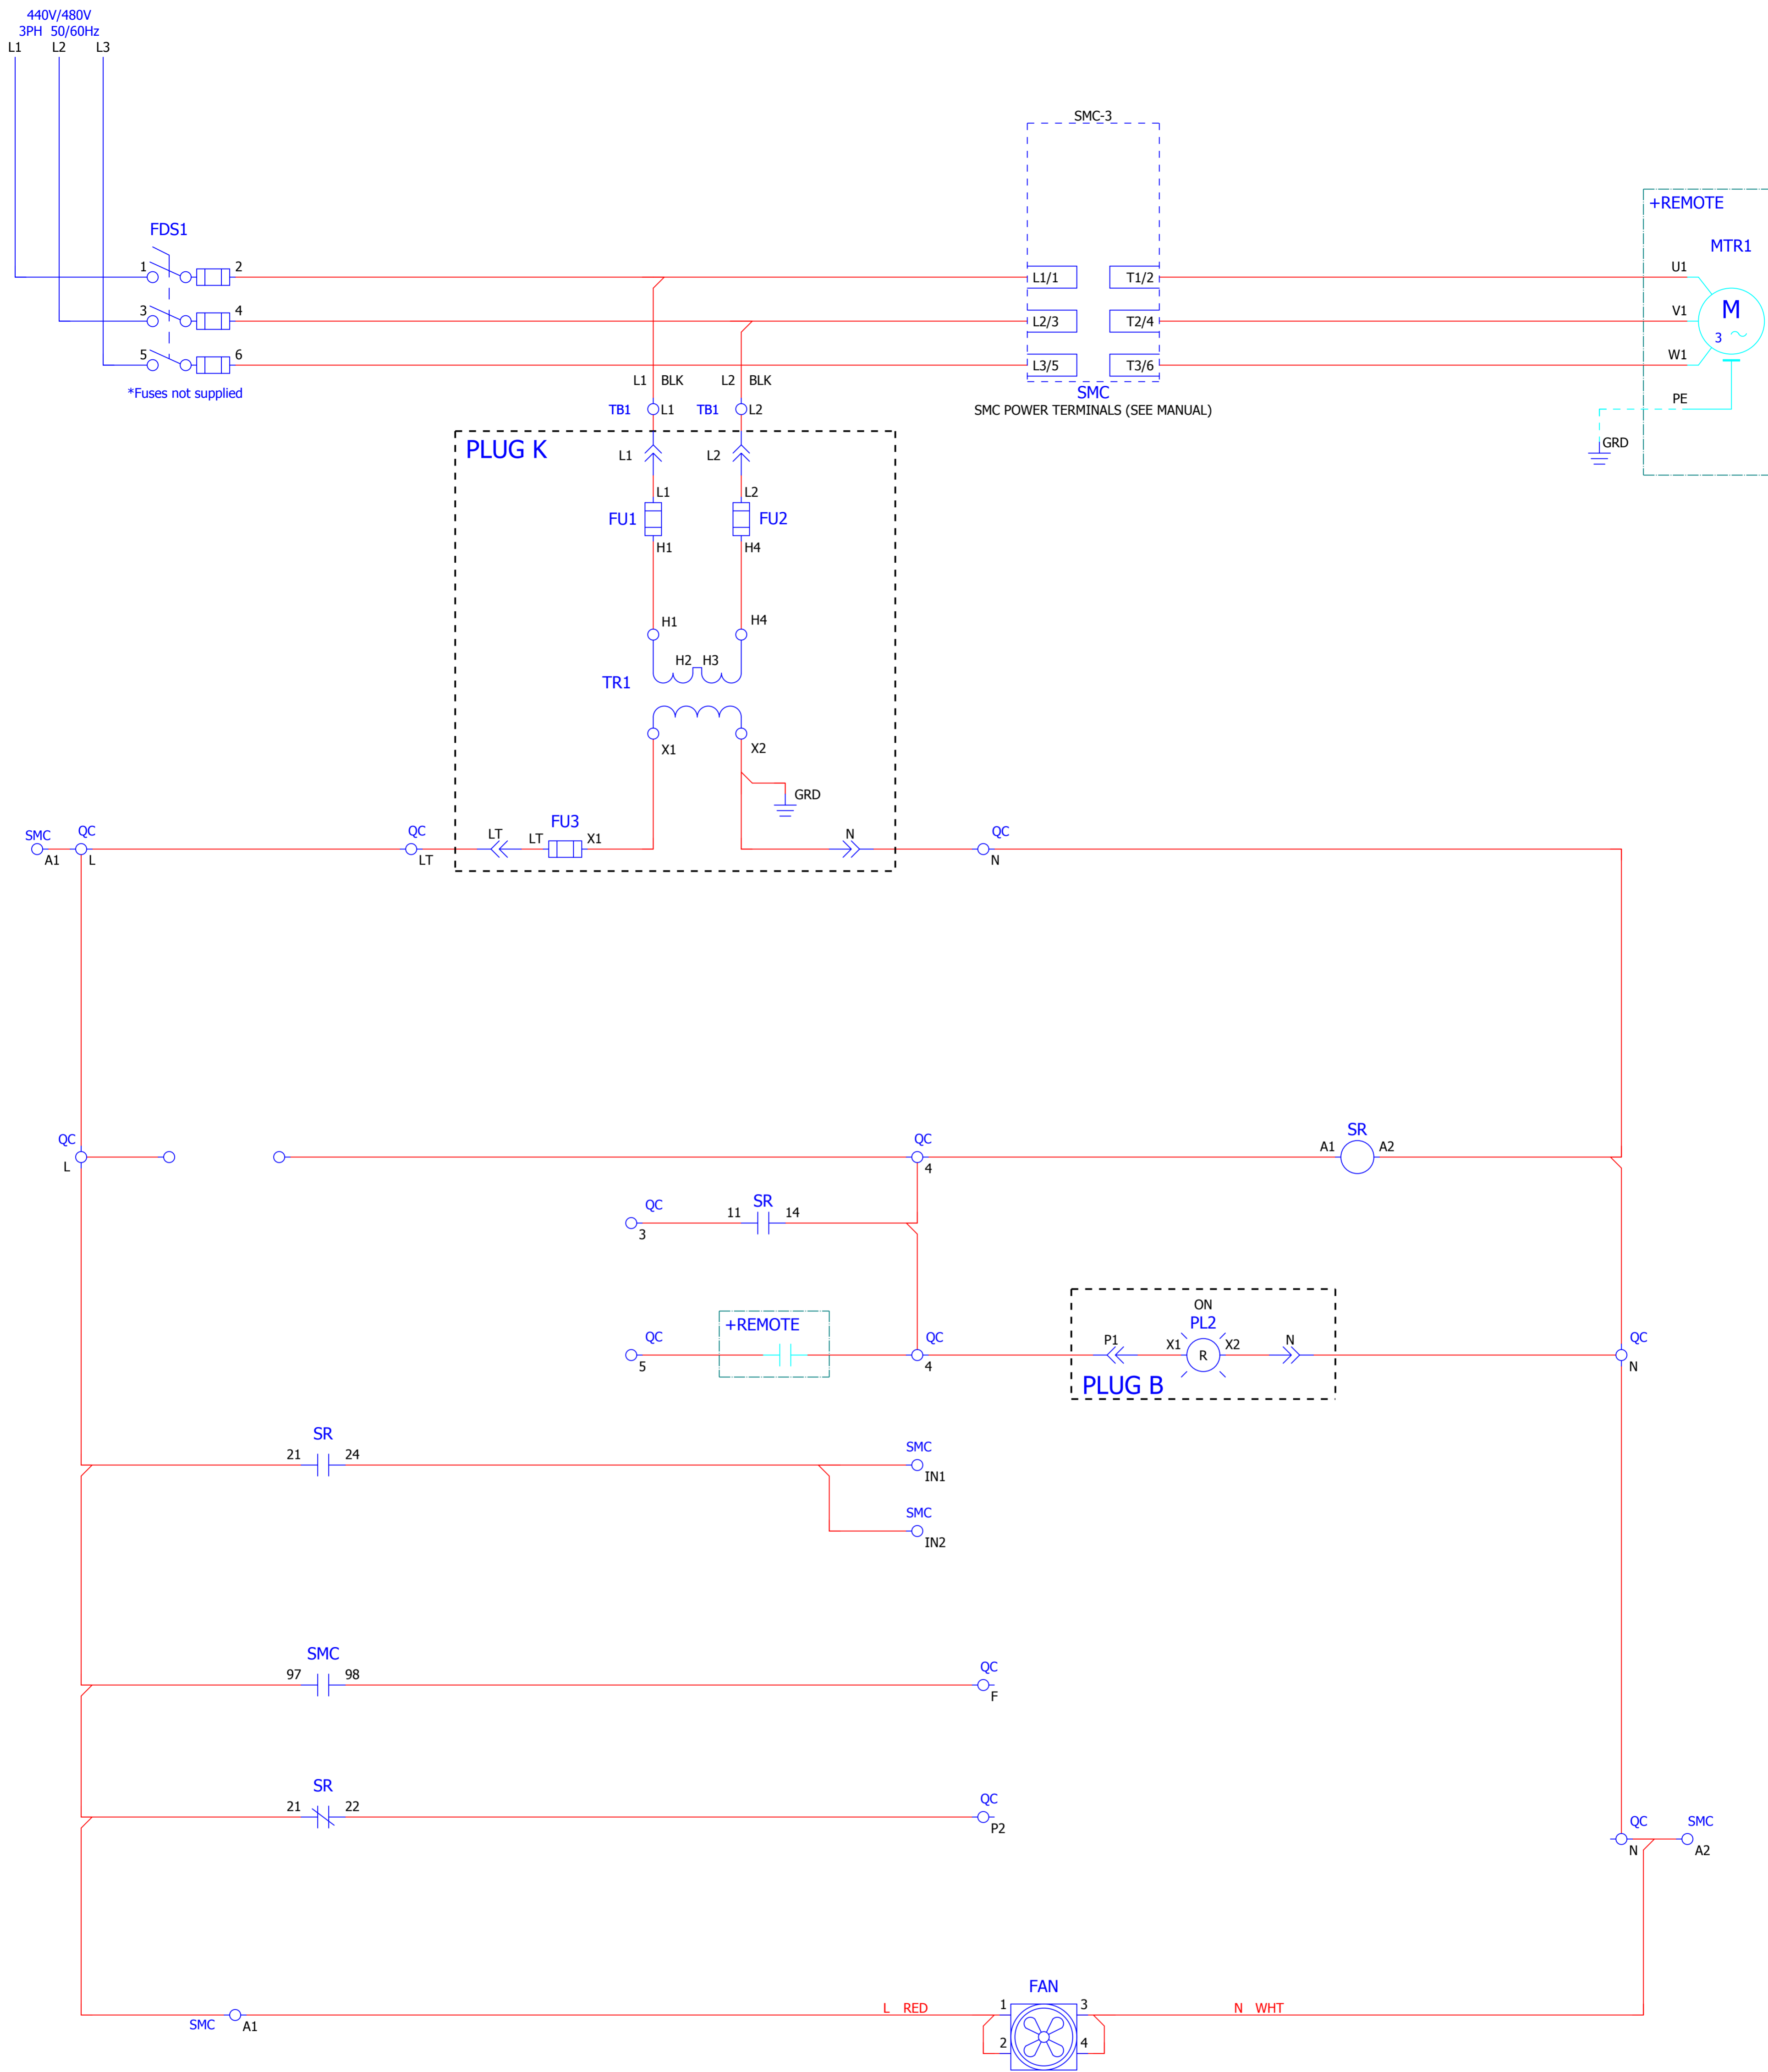 440V/480V
3PH 50/60Hz
L1 L2 L3
SMC-3
+REMOTE
FDS1
MTR1
1 2 L1/1 T1/2 U1
3 4 L2/3 T2/4 V1 M
3
5 6 L3/5 T3/6 W1
*Fuses not supplied
L1 BLK L2 BLK
SMC
PE
TB1 L1 TB1 L2
SMC POWER TERMINALS (SEE MANUAL)
GRD
PLUG K
L1 L2
L1 L2
FU1 FU2
H1 H4
H1 H4
H2 H3
TR1
X1 X2
GRD
FU3
SMC QC QC LT LT X1 N QC
A1 L LT N
SR
QC QC A1 A2
L 4
QC 11 SR 14
3
ON
+REMOTE PL2
QC QC P1 X1 R X2 N QC
5 4 N
PLUG B
SR
21 24 SMC
IN1
SMC
IN2
SMC
97 98 QC
F
SR
21 22 QC
P2
QC SMC
N A2
FAN
L RED 1 3 N WHT
SMC A1
2 4